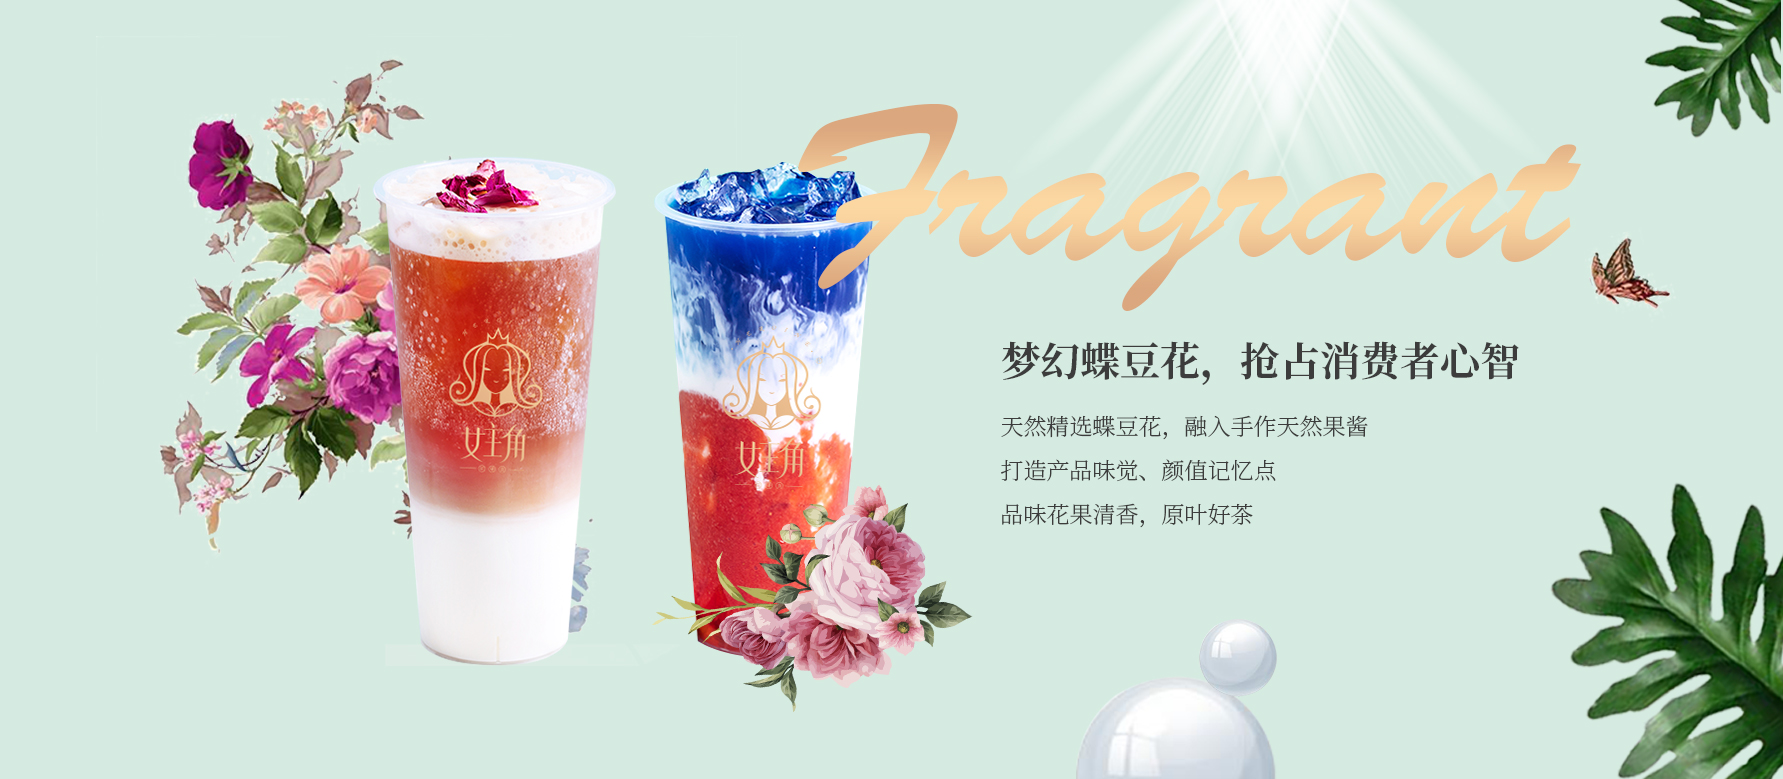 Fragrant
梦幻蝶豆花，抢占消费者心智
天然精选蝶豆花，融入手作天然果酱
打造产品味觉、颜值记忆点
品味花果清香，原叶好茶
女主角
女主角